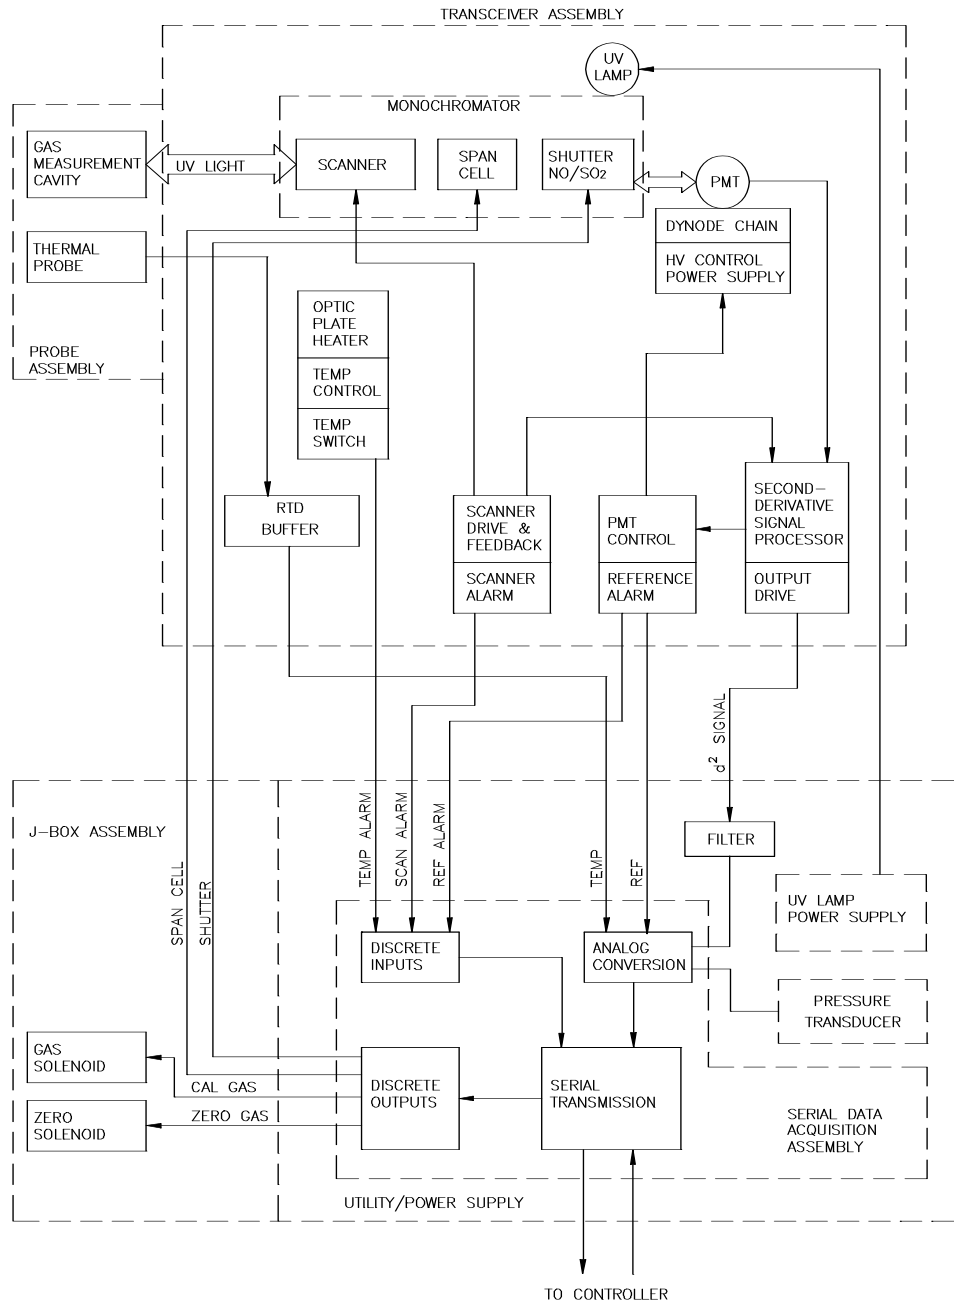 TRANSCEIVER ASSEMBLY
UV
LAMP
MONOCHROMATOR
GAS
MEASUREMENT
CAVITY
UV LIGHT
SCANNER
SPAN
CELL
SHUTTER
NO/SO2
PMT
DYNODE CHAIN
HV CONTROL
POWER SUPPLY
THERMAL
PROBE
OPTIC
PLATE
HEATER
TEMP
CONTROL
TEMP
SWITCH
PROBE
ASSEMBLY
RTD
BUFFER
SCANNER
DRIVE &
FEEDBACK
SCANNER
ALARM
PMT
CONTROL
REFERENCE
ALARM
SECOND-
DERIVATIVE
SIGNAL
PROCESSOR
OUTPUT
DRIVE
d2 SIGNAL
J-BOX ASSEMBLY
SPAN CELL
SHUTTER
TEMP ALARM
SCAN ALARM
REF ALARM
TEMP
REF
FILTER
UV LAMP
POWER SUPPLY
DISCRETE
INPUTS
ANALOG
CONVERSION
PRESSURE
TRANSDUCER
GAS
SOLENOID
CAL GAS
ZERO
SOLENOID
ZERO GAS
DISCRETE
OUTPUTS
SERIAL
TRANSMISSION
SERIAL DATA
ACQUISITION
ASSEMBLY
UTILITY/POWER SUPPLY
TO CONTROLLER